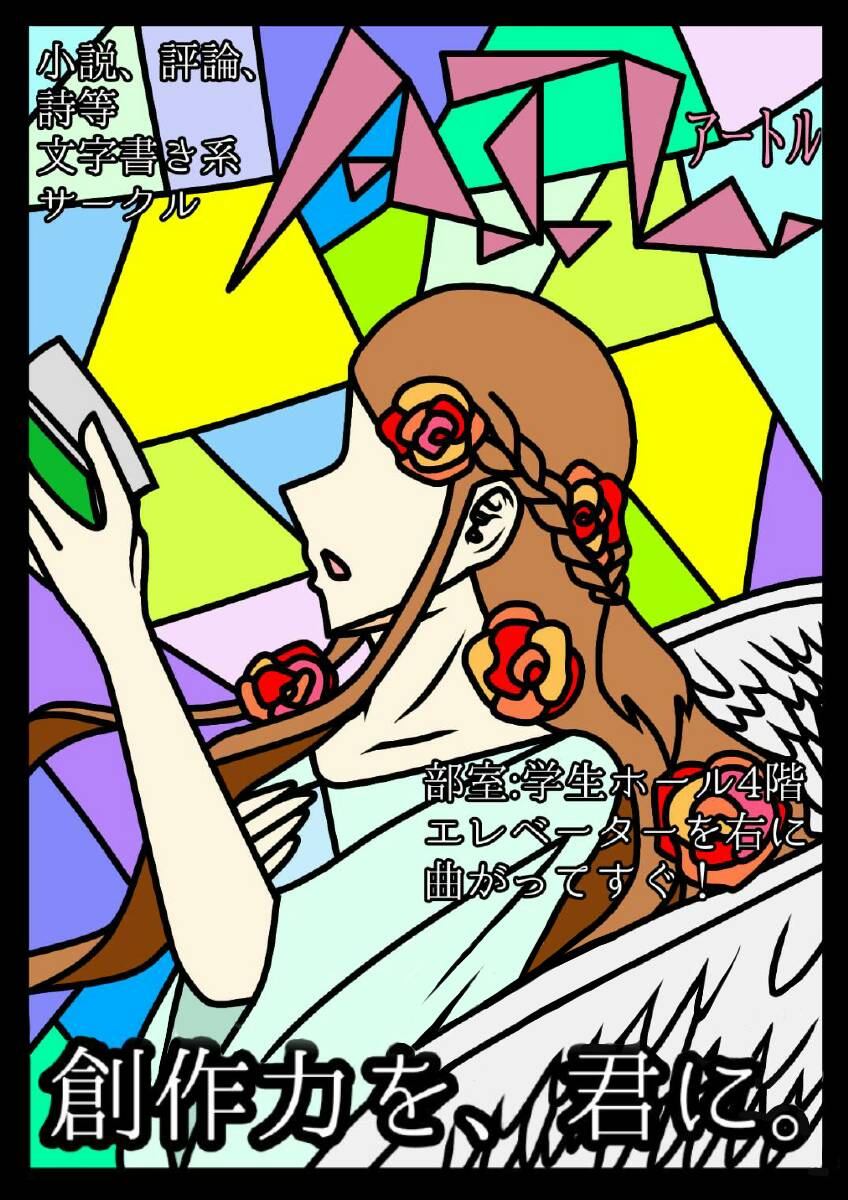 小説、評論、
詩等
文字書き系
サークル
アートル
部室:学生ホール4階
エレベーターを右に
曲がってすぐ！
創作力を、君に。